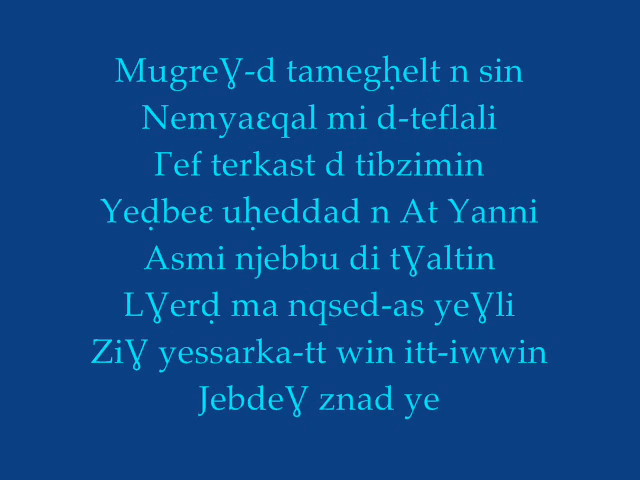 MugreƔ-d tamegḥelt n sin
Nemyaɛqal mi d-teflali
Γef terkast d tibzimin
Yeḍbeɛ uḥeddad n At Yanni
Asmi njebbu di tƔaltin
LƔerḍ ma nqsed-as yeƔli
ZiƔ yessarka-tt win itt-iwwin
JebdeƔ znad ye